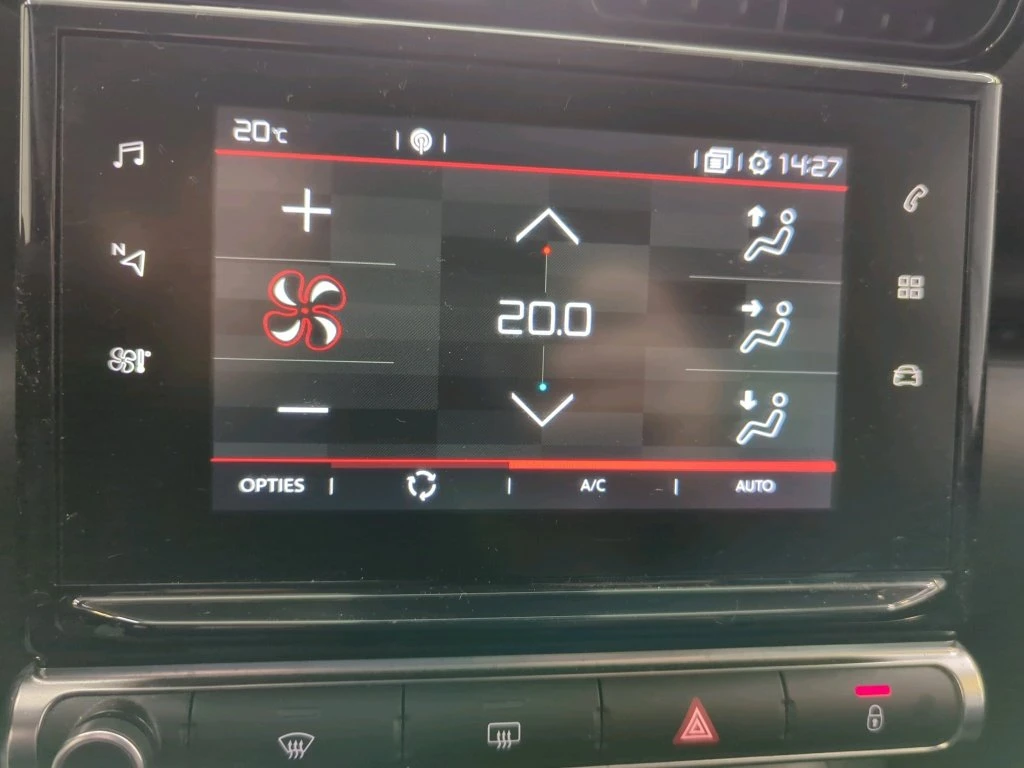 20°C
14:27
N
20.0
OPTIES
A/C
AUTO